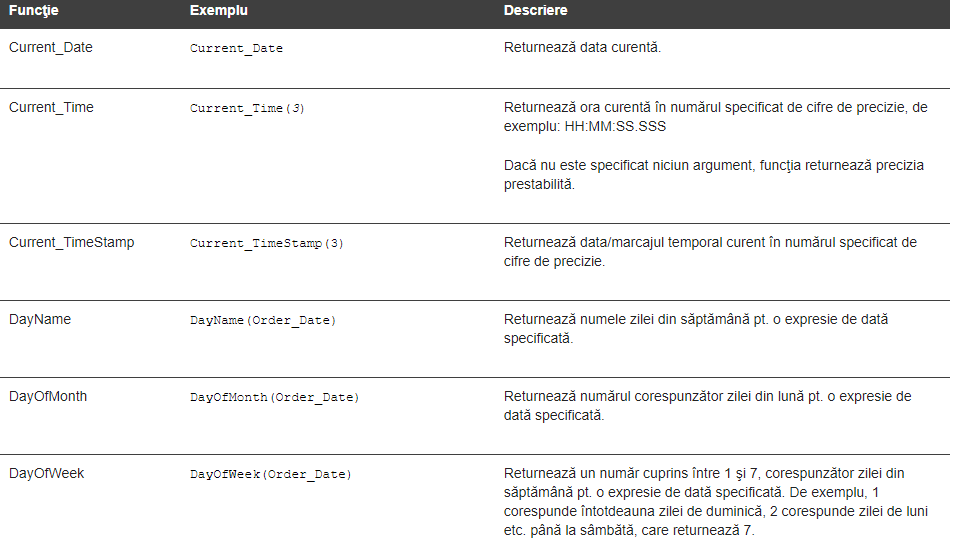 Funcţie Exemplu Descriere
Current_Date Current_Date Returnează data curentă.
Current_Time Current_Time(3) Returnează ora curentă în numărul specificat de cifre de precizie, de
exemplu: HH:MM:SS.SSS
Dacă nu este specificat niciun argument, funcţia returnează precizia
prestabilită.
Current_TimeStamp Current_TimeStamp(3) Returnează data/marcajul temporal curent în numărul specificat de
cifre de precizie.
DayName DayName(Order_Date) Returnează numele zilei din săptămână pt. o expresie de dată
specificată.
DayOfMonth DayOfMonth(Order_Date) Returnează numărul corespunzător zilei din lună pt. o expresie de
dată specificată.
DayOfWeek DayOfWeek(Order_Date) Returnează un număr cuprins între 1 şi 7, corespunzător zilei din
săptămână pt. o expresie de dată specificată. De exemplu, 1
corespunde întotdeauna zilei de duminică, 2 corespunde zilei de luni
etc. până la sâmbătă, care returnează 7.